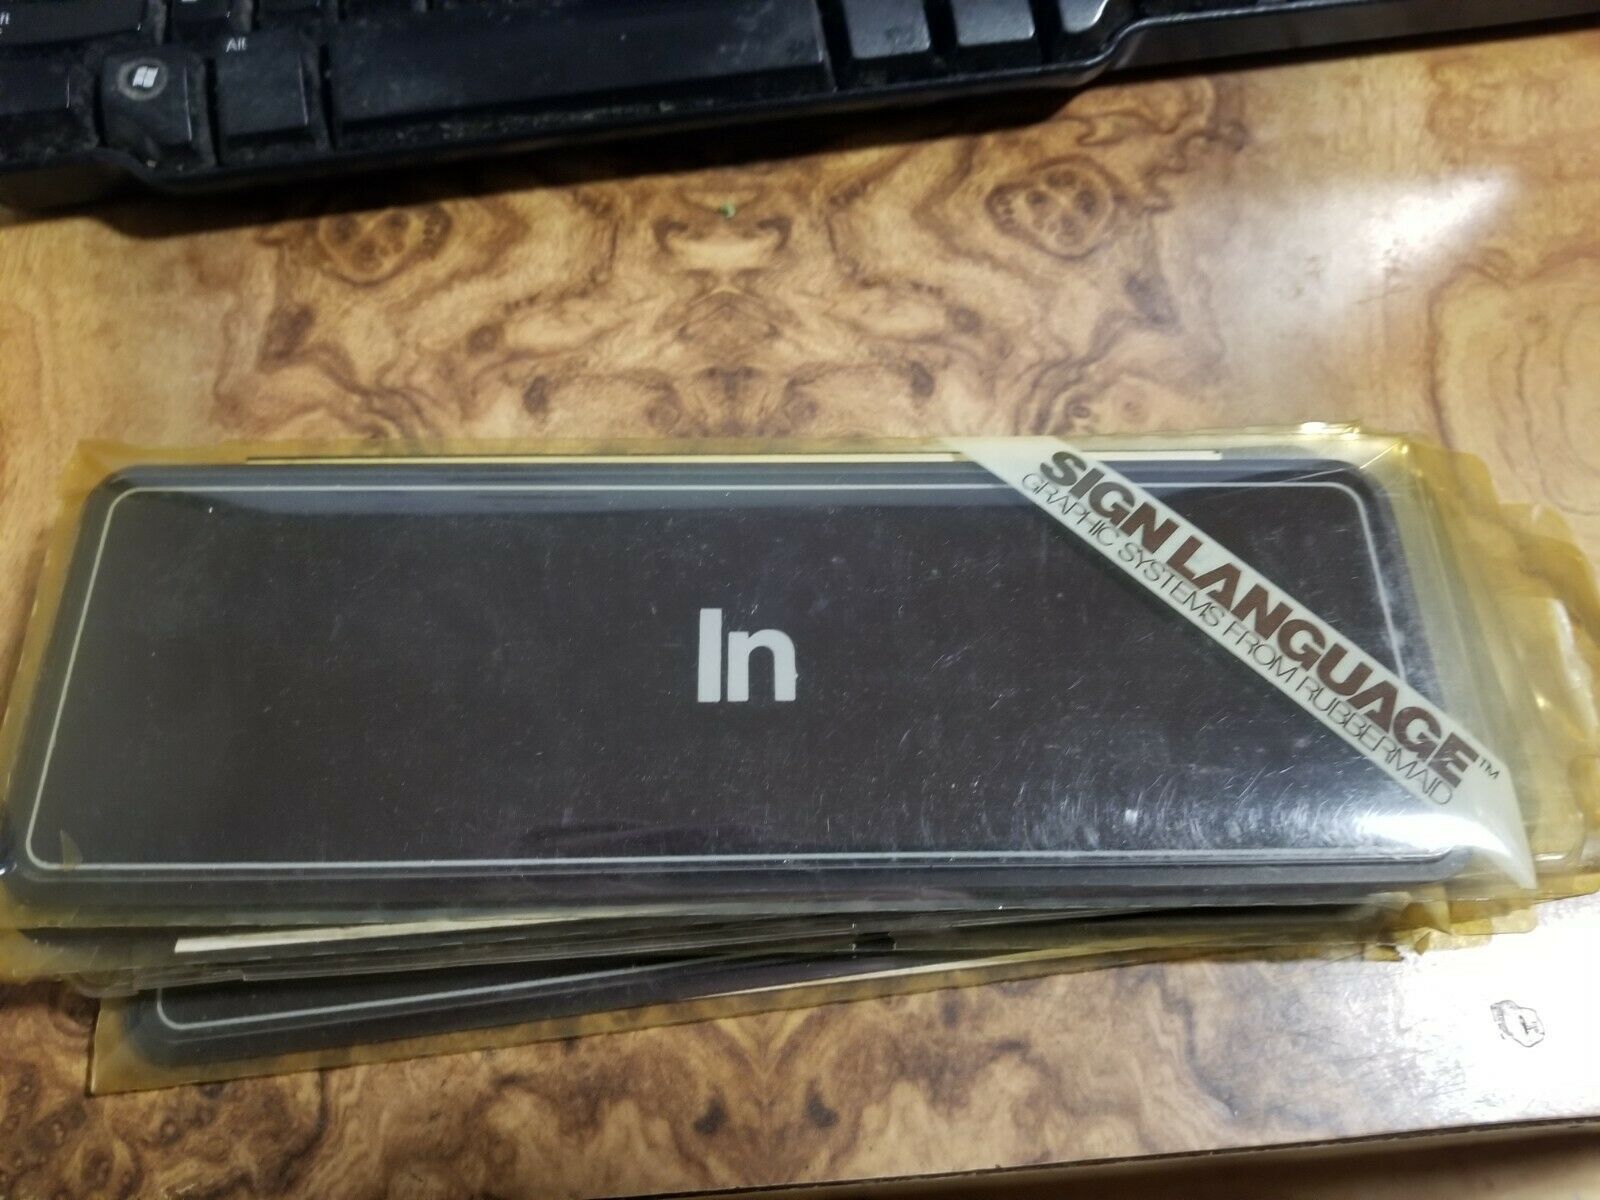 Alt
In
SIGN LANGUAGE™
GRAPHIC SYSTEMS FROM RUBBERMAID